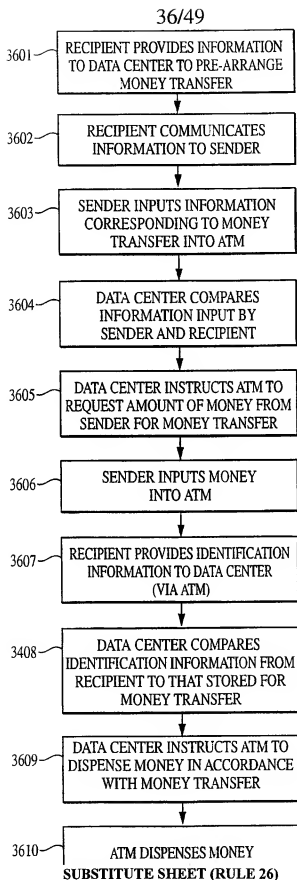 36/49
3601
RECIPIENT PROVIDES INFORMATION
TO DATA CENTER TO PRE-ARRANGE
MONEY TRANSFER
3602
RECIPIENT COMMUNICATES
INFORMATION TO SENDER
3603
SENDER INPUTS INFORMATION
CORRESPONDING TO MONEY
TRANSFER INTO ATM
3604
DATA CENTER COMPARES
INFORMATION INPUT BY
SENDER AND RECIPIENT
3605
DATA CENTER INSTRUCTS ATM TO
REQUEST AMOUNT OF MONEY FROM
SENDER FOR MONEY TRANSFER
3606
SENDER INPUTS MONEY
INTO ATM
3607
RECIPIENT PROVIDES IDENTIFICATION
INFORMATION TO DATA CENTER
(VIA ATM)
3408
DATA CENTER COMPARES
IDENTIFICATION INFORMATION FROM
RECIPIENT TO THAT STORED FOR
MONEY TRANSFER
3609
DATA CENTER INSTRUCTS ATM TO
DISPENSE MONEY IN ACCORDANCE
WITH MONEY TRANSFER
3610
ATM DISPENSES MONEY
SUBSTITUTE SHEET (RULE 26)